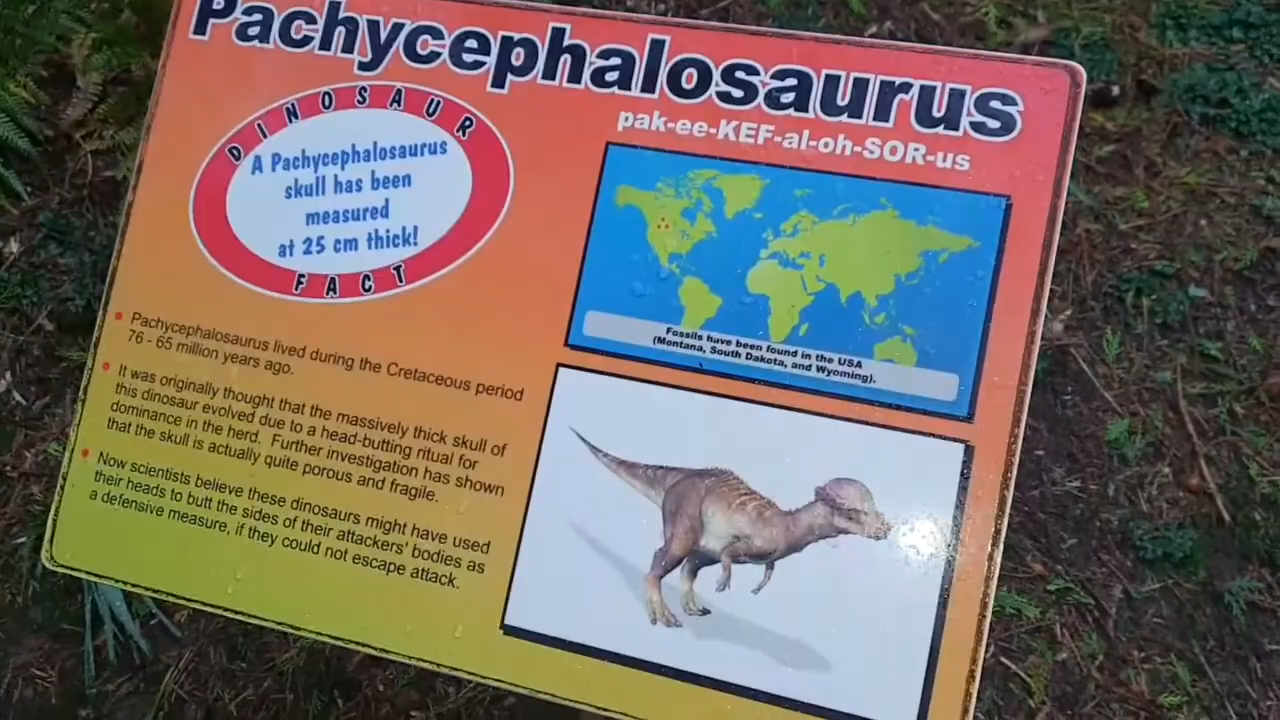 Pachycephalosaurus
pak-ee-KEF-al-oh-SOR-us
DINOSAUR
A Pachycephalosaurus
skull has been
measured
at 25 cm thick!
FACT
Fossils have been found in the USA
(Montana, South Dakota, and Wyoming).
Pachycephalosaurus lived during the Cretaceous period
76 - 65 million years ago.
It was originally thought that the massively thick skull of
this dinosaur evolved due to a head-butting ritual for
dominance in the herd. Further investigation has shown
that the skull is actually quite porous and fragile.
Now scientists believe these dinosaurs might have used
their heads to butt the sides of their attackers' bodies as
a defensive measure, if they could not escape attack.